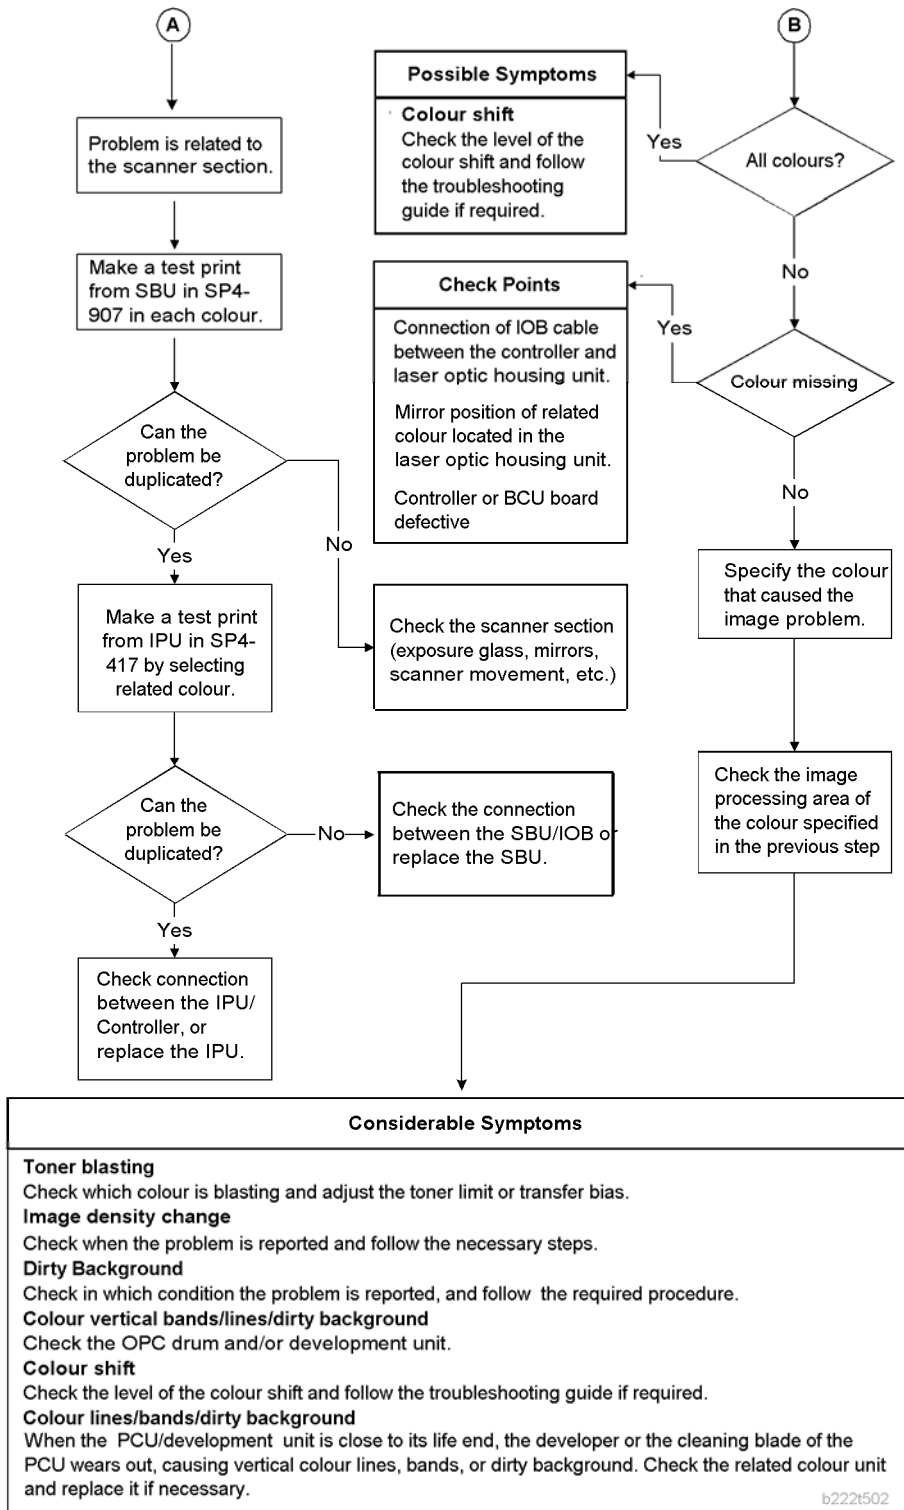 A
Problem is related to
the scanner section.
Make a test print
from SBU in SP4-
907 in each colour.
Can the
problem be
duplicated?
No
Yes
Make a test print
from IPU in SP4-
417 by selecting
related colour.
Can the
problem be
duplicated?
No
Yes
Check connection
between the IPU/
Controller, or
replace the IPU.
Possible Symptoms
Colour shift
Check the level of the
colour shift and follow
the troubleshooting
guide if required.
Check Points
Connection of IOB cable
between the controller and
laser optic housing unit.
Mirror position of related
colour located in the
laser optic housing unit.
Controller or BCU board
defective
Check the scanner section
(exposure glass, mirrors,
scanner movement, etc.)
Check the connection
between the SBU/IOB or
replace the SBU.
B
Yes
All colours?
No
Yes
Colour missing
No
Specify the colour
that caused the
image problem.
Check the image
processing area of
the colour specified
in the previous step
Considerable Symptoms
Toner blasting
Check which colour is blasting and adjust the toner limit or transfer bias.
Image density change
Check when the problem is reported and follow the necessary steps.
Dirty Background
Check in which condition the problem is reported, and follow the required procedure.
Colour vertical bands/lines/dirty background
Check the OPC drum and/or development unit.
Colour shift
Check the level of the colour shift and follow the troubleshooting guide if required.
Colour lines/bands/dirty background
When the PCU/development unit is close to its life end, the developer or the cleaning blade of the
PCU wears out, causing vertical colour lines, bands, or dirty background. Check the related colour unit
and replace it if necessary.
b222t502